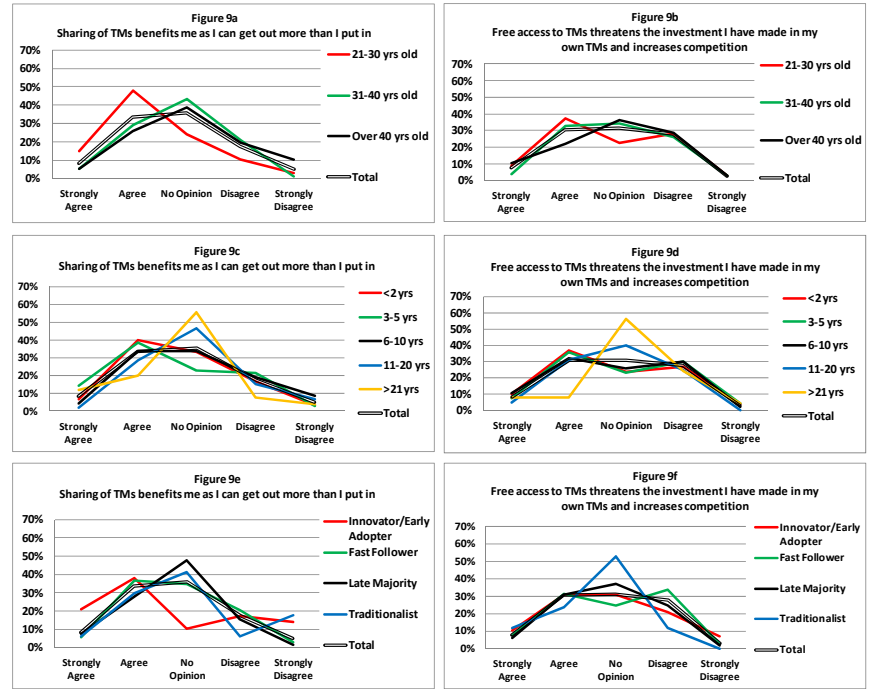 Figure 9a
Sharing of TMs benefits me as I can get out more than I put in
70%
60%
50%
40%
30%
20%
10%
0%
Strongly Agree
Agree
No Opinion
Disagree
Strongly Disagree
21-30 yrs old
31-40 yrs old
Over 40 yrs old
Total
Figure 9b
Free access to TMs threatens the investment I have made in my
own TMs and increases competition
70%
60%
50%
40%
30%
20%
10%
0%
Strongly Agree
Agree
No Opinion
Disagree
Strongly Disagree
21-30 yrs old
31-40 yrs old
Over 40 yrs old
Total
Figure 9c
Sharing of TMs benefits me as I can get out more than I put in
70%
60%
50%
40%
30%
20%
10%
0%
Strongly Agree
Agree
No Opinion
Disagree
Strongly Disagree
<2 yrs
3-5 yrs
6-10 yrs
11-20 yrs
>21 yrs
Total
Figure 9d
Free access to TMs threatens the investment I have made in my
own TMs and increases competition
70%
60%
50%
40%
30%
20%
10%
0%
Strongly Agree
Agree
No Opinion
Disagree
Strongly Disagree
<2 yrs
3-5 yrs
6-10 yrs
11-20 yrs
>21 yrs
Total
Figure 9e
Sharing of TMs benefits me as I can get out more than I put in
70%
60%
50%
40%
30%
20%
10%
0%
Strongly Agree
Agree
No Opinion
Disagree
Strongly Disagree
Innovator/Early
Adopter
Fast Follower
Late Majority
Traditionalist
Total
Figure 9f
Free access to TMs threatens the investment I have made in my
own TMs and increases competition
70%
60%
50%
40%
30%
20%
10%
0%
Strongly Agree
Agree
No Opinion
Disagree
Strongly Disagree
Innovator/Early
Adopter
Fast Follower
Late Majority
Traditionalist
Total